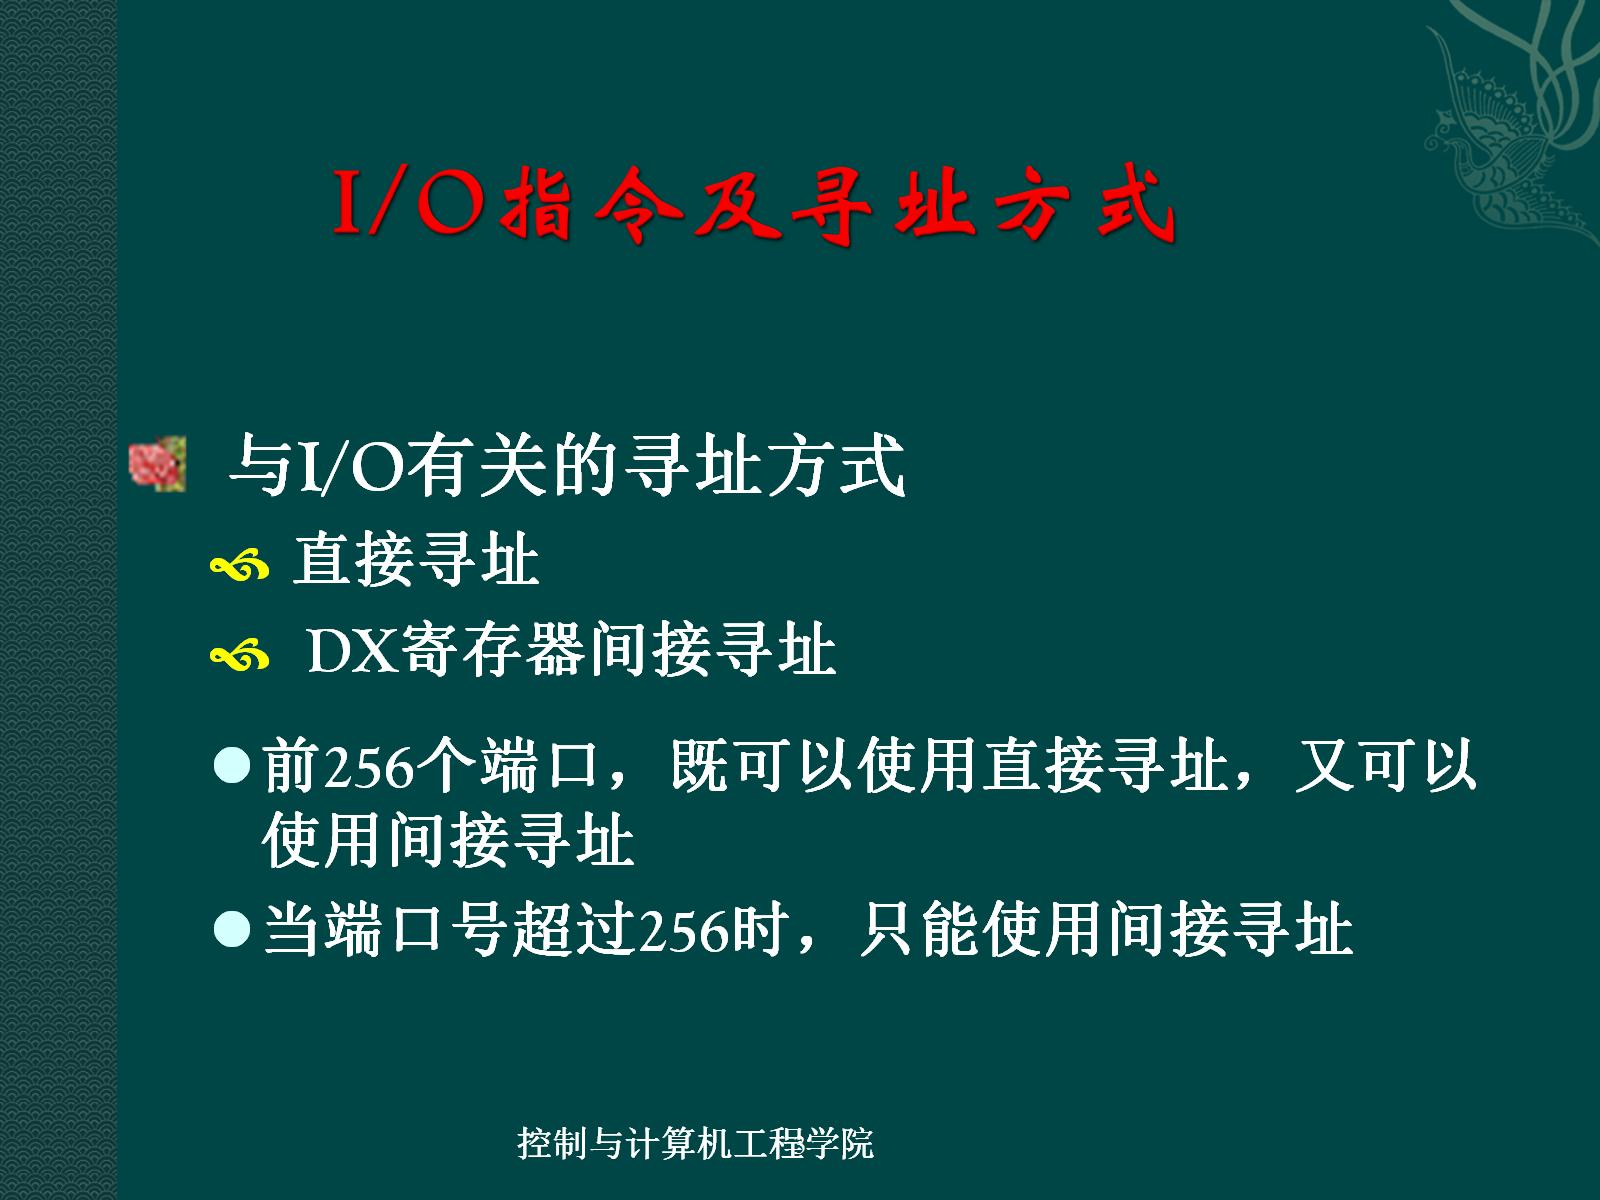 I/O指令及寻址方式
与I/O有关的寻址方式
直接寻址
DX寄存器间接寻址
前256个端口，既可以使用直接寻址，又可以
使用间接寻址
当端口号超过256时，只能使用间接寻址
控制与计算机工程学院